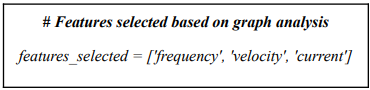 # Features selected based on graph analysis
features_selected = ['frequency', 'velocity', 'current']